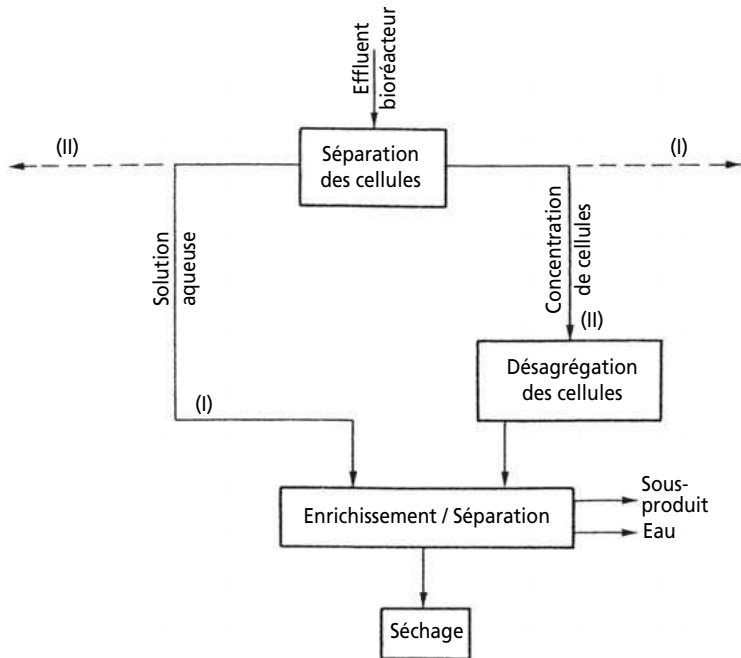 Effluent
bioréacteur
(II)
Séparation
des cellules
(I)
Solution
aqueuse
Concentration
de cellules
(II)
Désagrégation
des cellules
(I)
Enrichissement / Séparation
Sous-
produit
Eau
Séchage